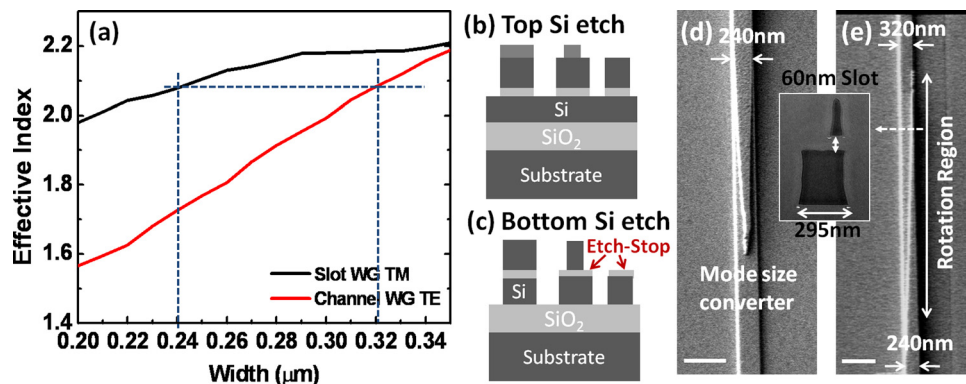 (a)
2.2
2.0
1.8
1.6
1.4
Effective Index
Slot WG TM
Channel WG TE
0.20 0.22 0.24 0.26 0.28 0.30 0.32 0.34
Width (μm)
(b) Top Si etch
Si
SiO2
Substrate
(c) Bottom Si etch
Etch-Stop
Si
SiO2
Substrate
(d)
240nm
60nm Slot
295nm
Mode size
converter
(e)
320nm
Rotation Region
240nm